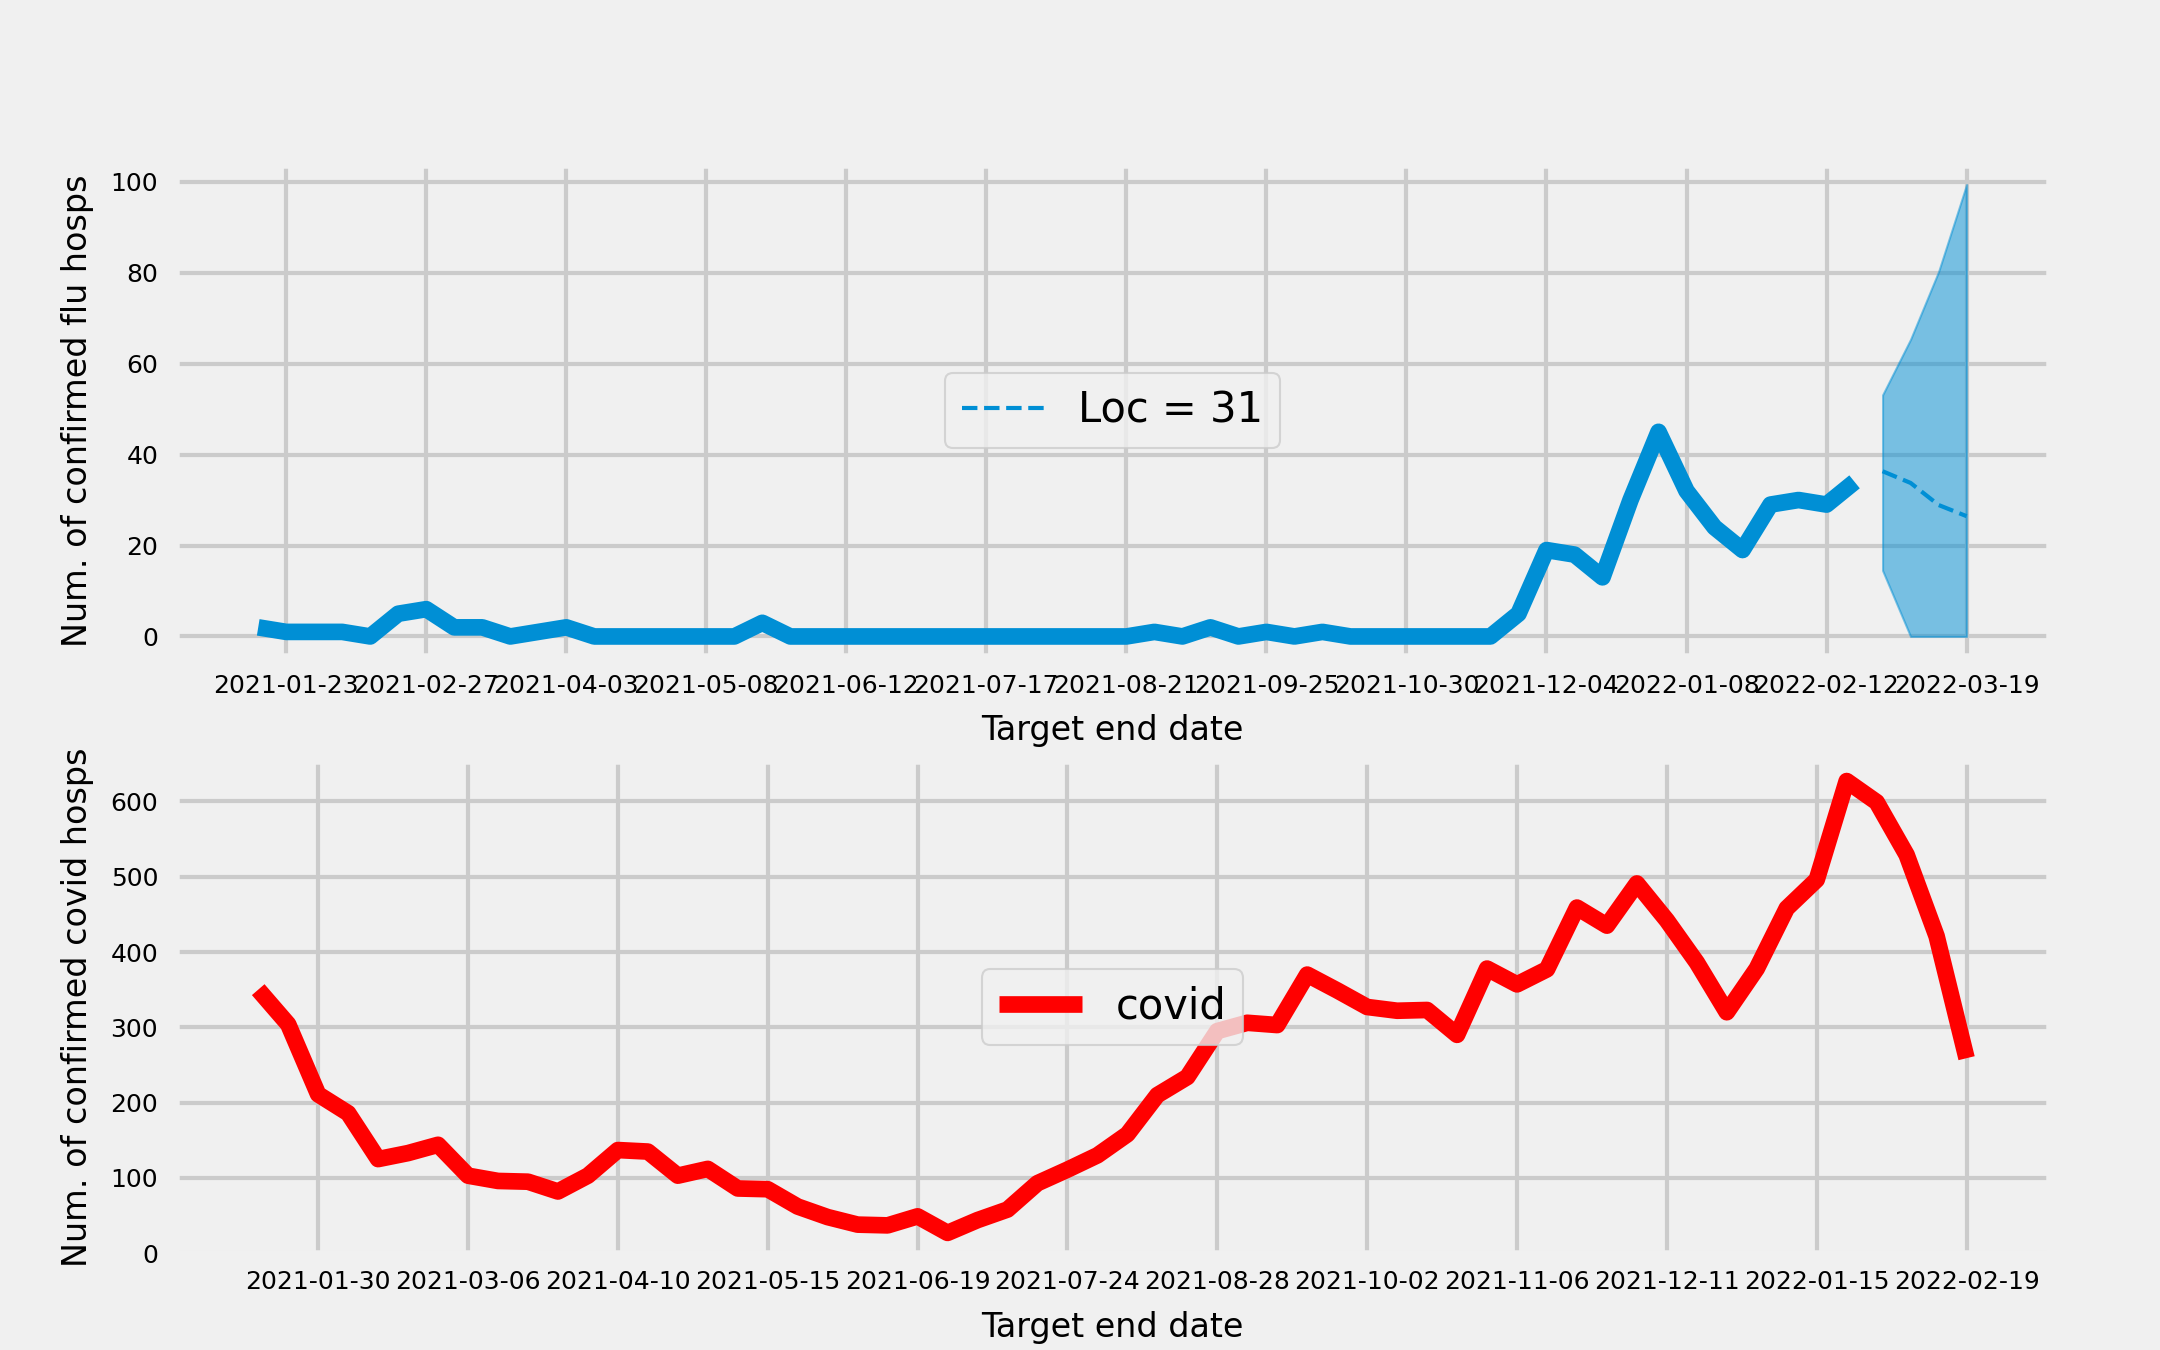 Num. of confirmed flu hosps
100
80
60
40
20
0
Loc = 31
2021-01-23 2021-02-27 2021-04-03 2021-05-08 2021-06-12 2021-07-17 2021-08-21 2021-09-25 2021-10-30 2021-12-04 2022-01-08 2022-02-12 2022-03-19
Target end date
Num. of confirmed covid hosps
600
500
400
300
200
100
0
covid
2021-01-30 2021-03-06 2021-04-10 2021-05-15 2021-06-19 2021-07-24 2021-08-28 2021-10-02 2021-11-06 2021-12-11 2022-01-15 2022-02-19
Target end date